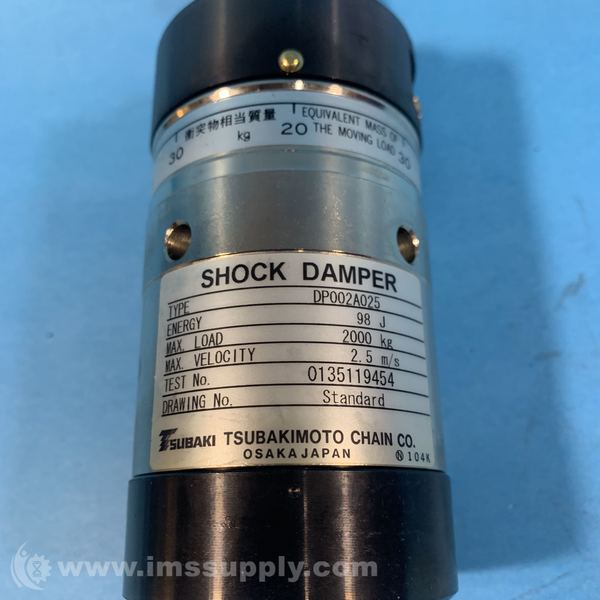 衝突物相当質量
EQUIVALENT MASS OF
30 kg 20 THE MOVING LOAD 30
SHOCK DAMPER
TYPE DP002A025
ENERGY 98 J
MAX. LOAD 2000 kg
MAX. VELOCITY 2.5 m/s
TEST No. 0135119454
DRAWING No. Standard
TSUBAKI TSUBAKIMOTO CHAIN CO.
OSAKA JAPAN Ⓝ104K
www.imssupply.com